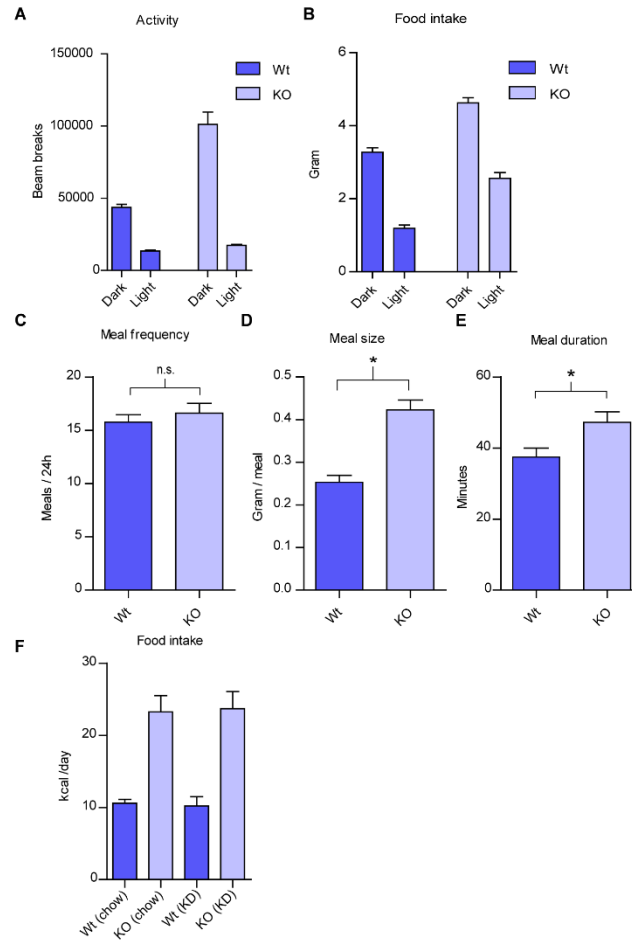 A
Activity
150000
100000
50000
0
Beam breaks
Wt
KO
Dark
Light
Dark
Light
B
Food intake
6
4
2
0
Gram
Wt
KO
Dark
Light
Dark
Light
C
Meal frequency
n.s.
20
15
10
5
0
Meals / 24h
Wt
KO
D
Meal size
*
0.5
0.4
0.3
0.2
0.1
0.0
Gram / meal
Wt
KO
E
Meal duration
*
60
40
20
0
Minutes
Wt
KO
F
Food intake
30
20
10
0
kcal /day
Wt (chow)
KO (chow)
Wt (KD)
KO (KD)